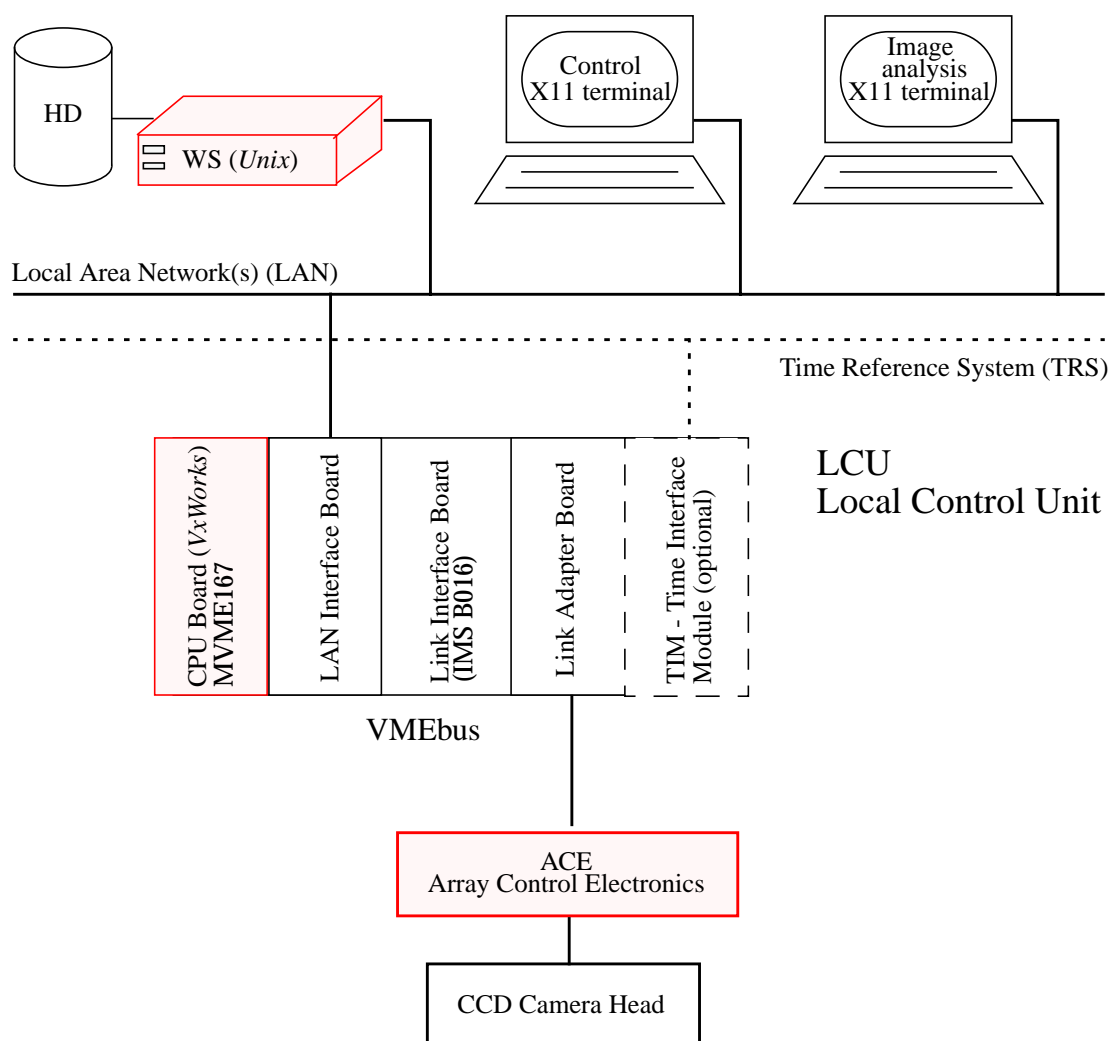 HD
WS (Unix)
Control
X11 terminal
Image
analysis
X11 terminal
Local Area Network(s) (LAN)
Time Reference System (TRS)
CPU Board (VxWorks)
MVME167
LAN Interface Board
Link Interface Board
(IMS B016)
Link Adapter Board
TIM - Time Interface
Module (optional)
LCU
Local Control Unit
VMEbus
ACE
Array Control Electronics
CCD Camera Head